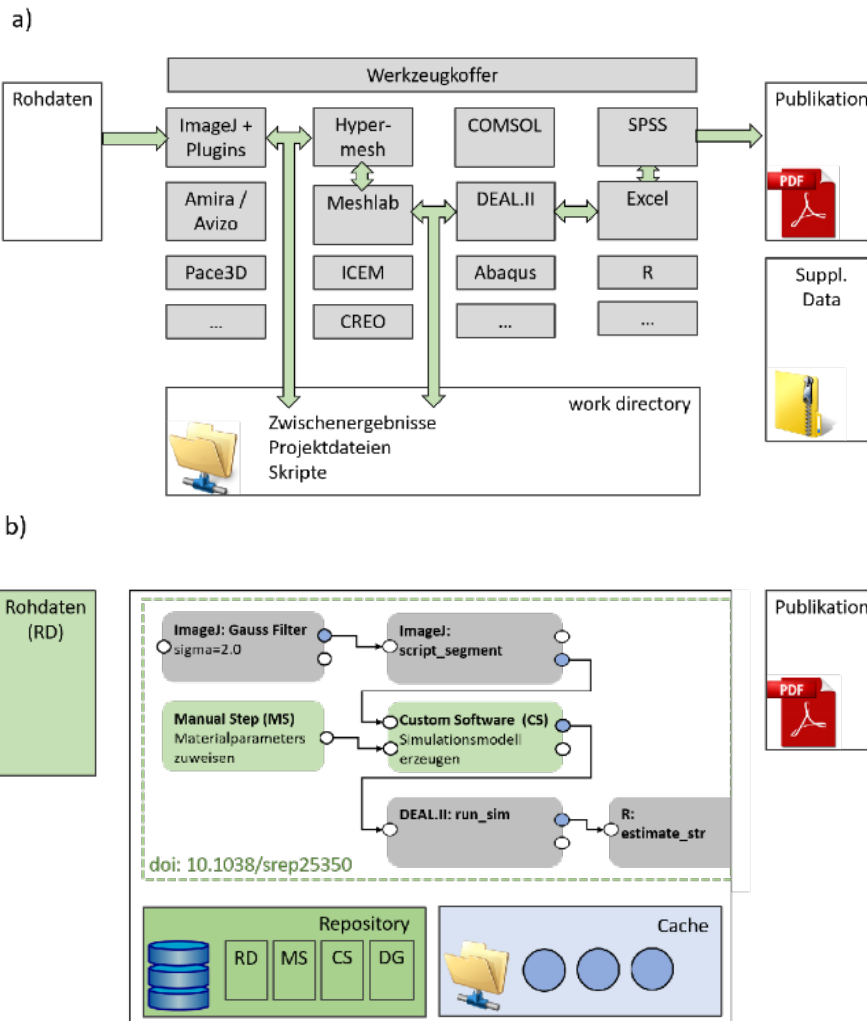 a)
Werkzeugkoffer
Rohdaten
ImageJ +
Plugins
Hyper-
mesh
COMSOL
SPSS
Publikation
PDF
Amira /
Avizo
Meshlab
DEAL.II
Excel
Pace3D
ICEM
Abaqus
R
Suppl.
Data
...
CREO
...
...
work directory
Zwischenergebnisse
Projektdateien
Skripte
b)
Rohdaten
(RD)
ImageJ: Gauss Filter
sigma=2.0
ImageJ:
script_segment
Publikation
PDF
Manual Step (MS)
Materialparameters
zuweisen
Custom Software (CS)
Simulationsmodell
erzeugen
DEAL.II: run_sim
R:
estimate_str
doi: 10.1038/srep25350
Repository
RD
MS
CS
DG
Cache